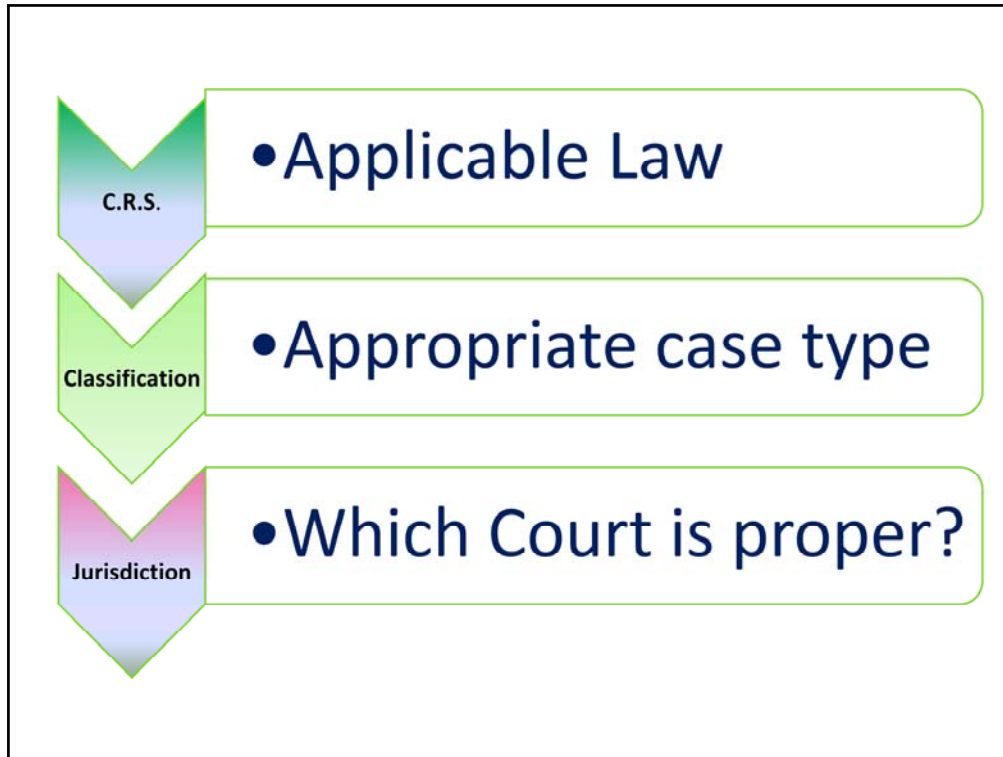 C.R.S.
•Applicable Law
Classification
•Appropriate case type
Jurisdiction
•Which Court is proper?